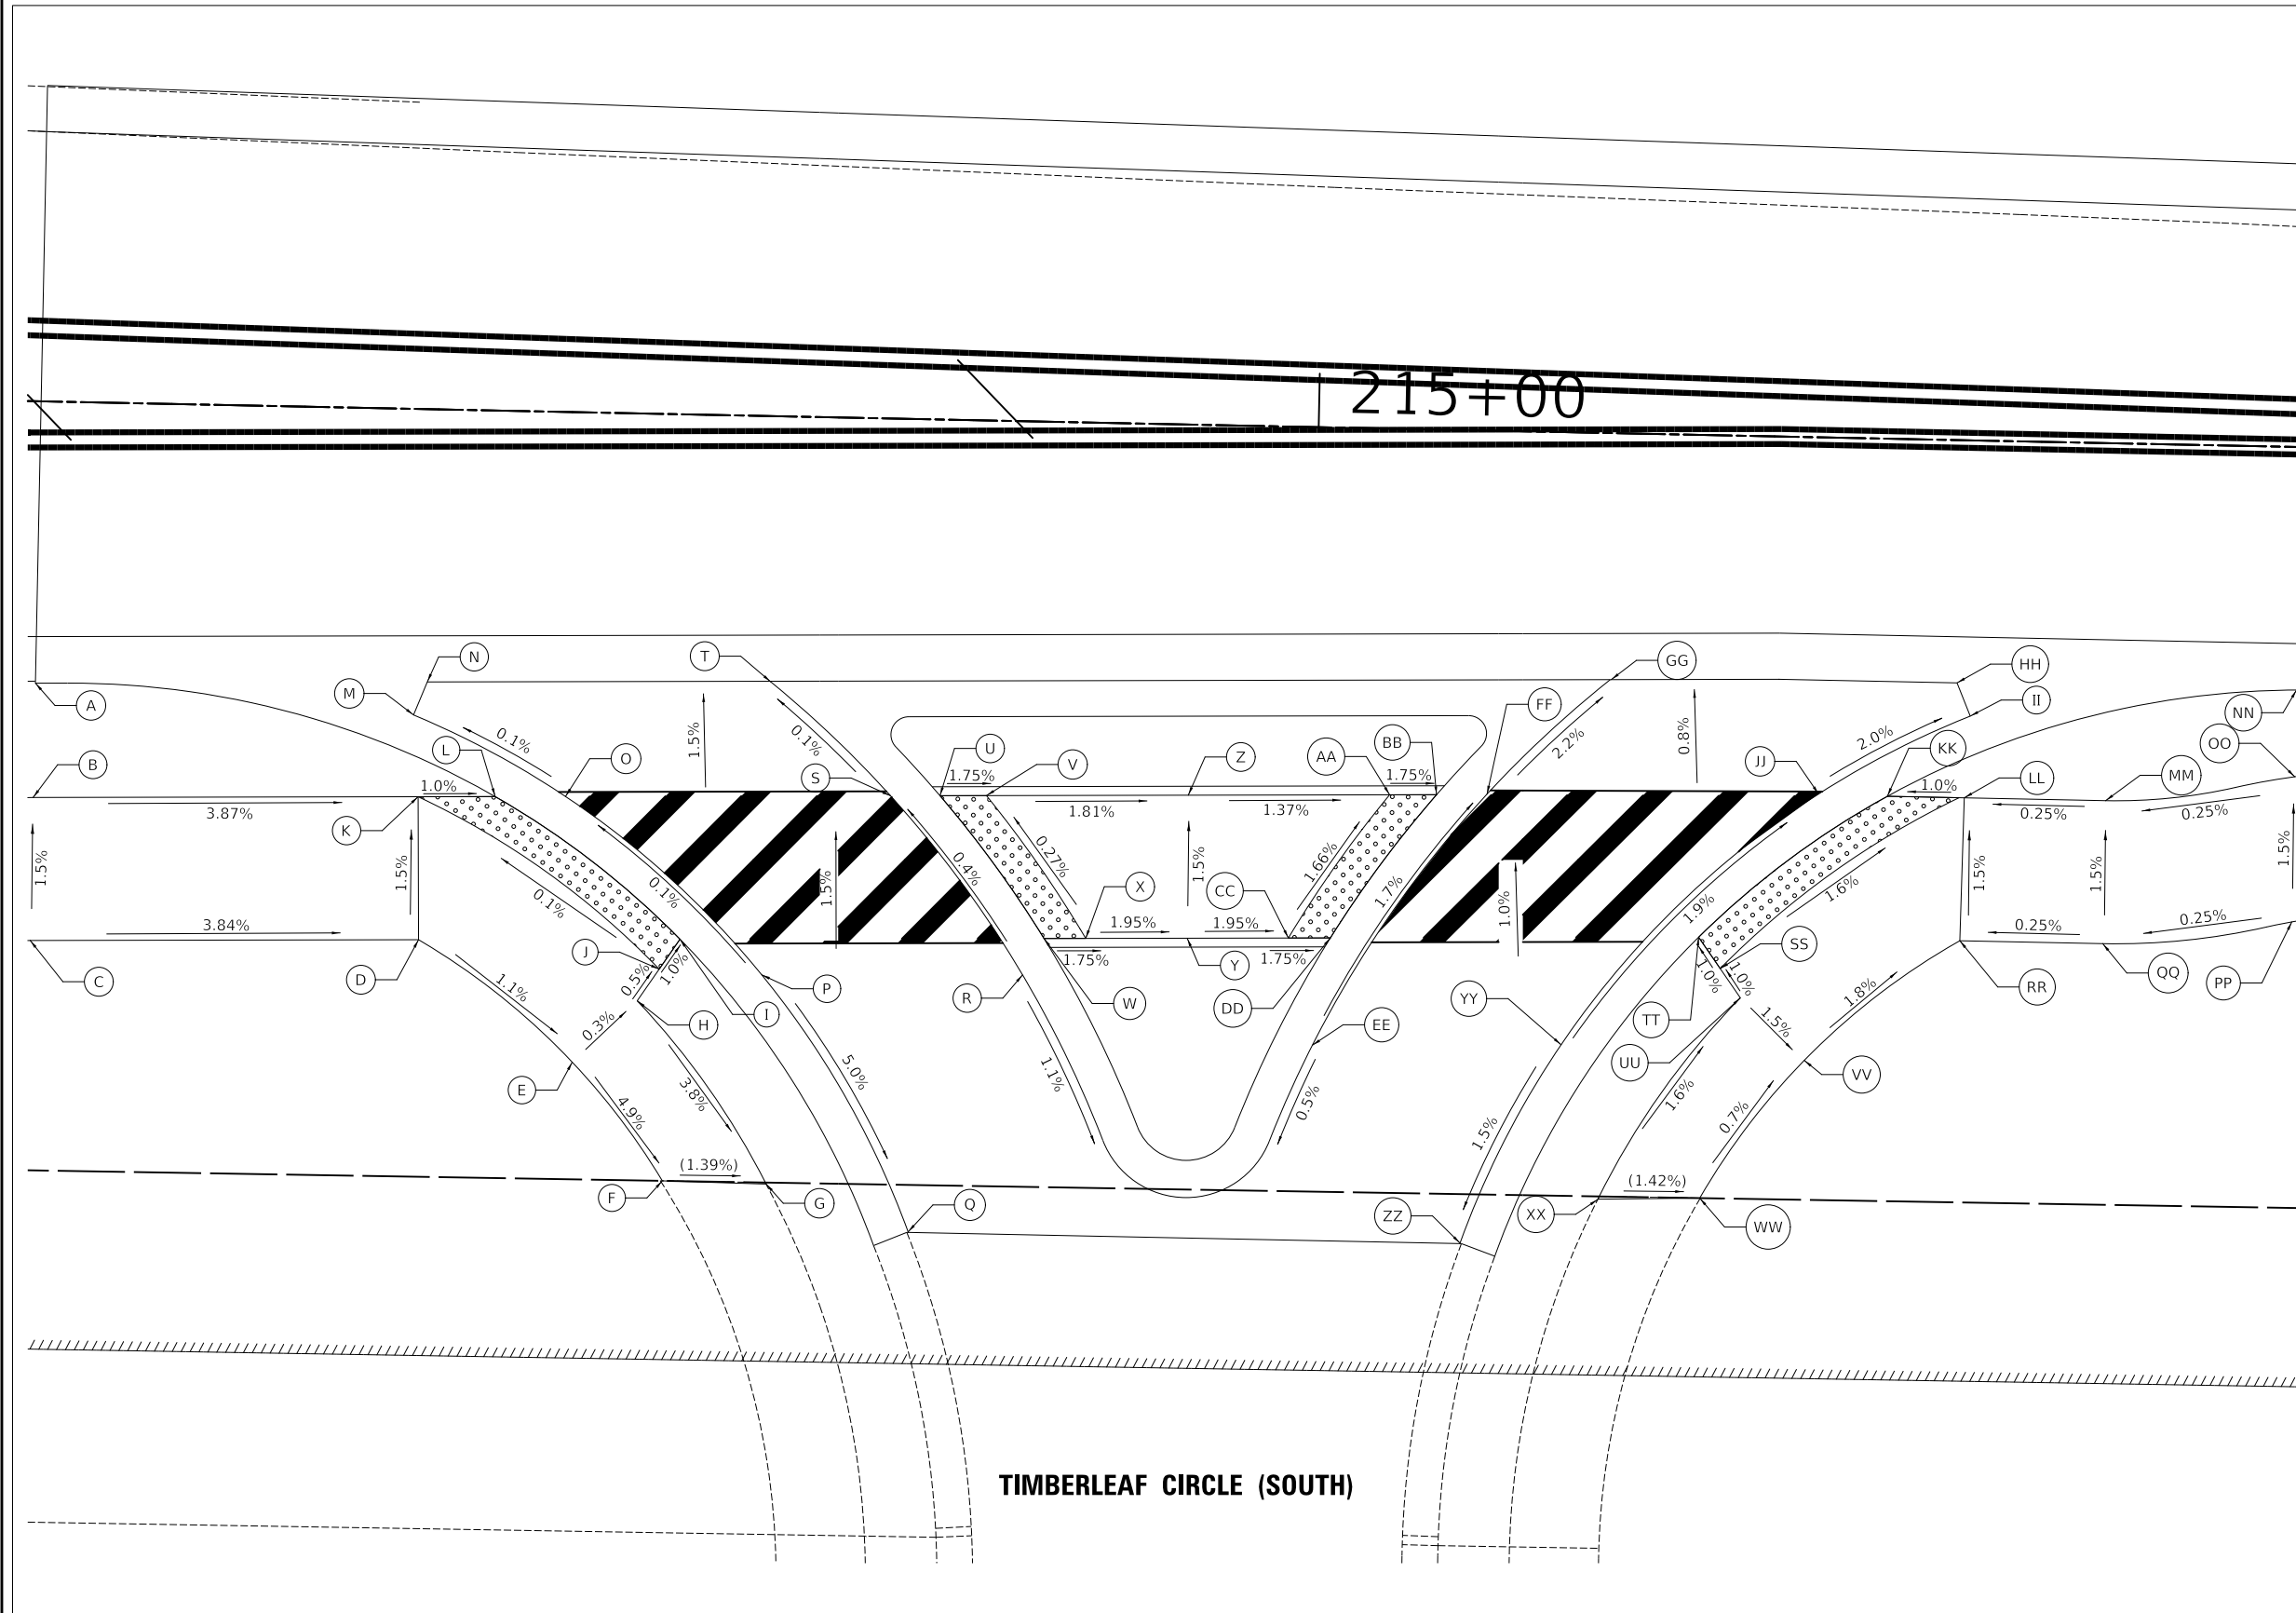 215+00
N
T
GG
HH
M
II
A
FF
NN
0.1%
1.5%
0.1%
2.2%
0.8%
2.0%
OO
L
O
U
V
Z
AA
BB
JJ
KK
B
S
LL
MM
1.0%
1.75%
1.75%
1.0%
3.87%
1.81%
1.37%
0.25%
0.25%
K
1.5%
1.5%
0.1%
0.1%
1.5%
0.4%
0.27%
X
1.5%
CC
1.66%
1.7%
1.0%
1.9%
1.6%
1.5%
1.5%
1.5%
3.84%
1.95%
1.95%
0.25%
0.25%
C
D
J
0.5%
1.0%
P
R
1.75%
W
Y
1.75%
DD
YY
SS
1.0%
1.0%
RR
QQ
PP
1.1%
0.3%
H
I
EE
TT
1.5%
1.8%
E
4.9%
3.8%
5.0%
1.1%
0.5%
1.5%
UU
1.6%
0.7%
VV
(1.39%)
(1.42%)
F
G
Q
ZZ
XX
WW
TIMBERLEAF CIRCLE (SOUTH)